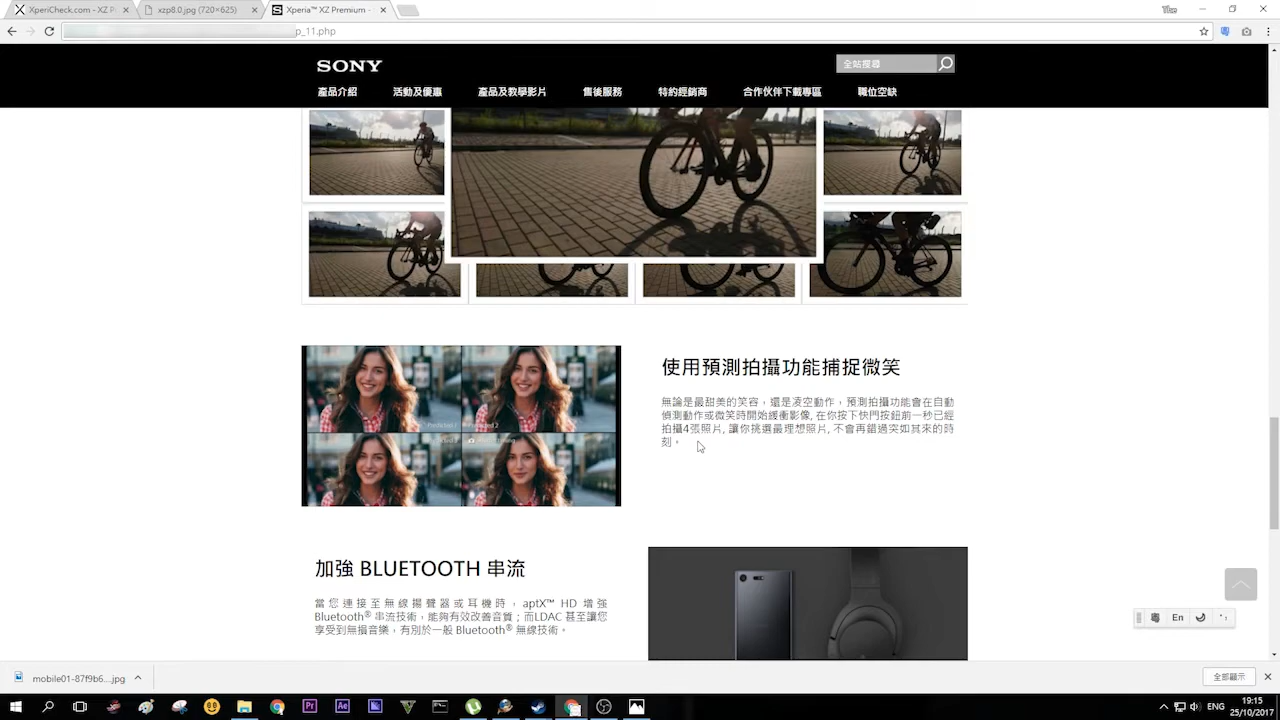 XperiCheck.com - XZ P
xzp8.0.jpg (720×625)
Xperia™ XZ Premium -
p_11.php
SONY
全站搜尋
產品介紹 活動及優惠 產品及教學影片 售後服務 特約經銷商 合作伙伴下載專區 職位空缺
使用預測拍攝功能捕捉微笑
無論是最甜美的笑容，還是凌空動作，預測拍攝功能會在自動
偵測動作或微笑時開始緩衝影像, 在你按下快門按鈕前一秒已經
拍攝4張照片, 讓你挑選最理想照片, 不會再錯過突如其來的時
刻。
加強 BLUETOOTH 串流
當您連接至無線揚聲器或耳機時，aptX™ HD 增強
Bluetooth® 串流技術，能夠有效改善音質；而LDAC 甚至讓您
享受到無損音樂，有別於一般 Bluetooth® 無線技術。
En
mobile01-87f9b6....jpg
全部顯示
Pr
Ae
ENG
19:15
25/10/2017